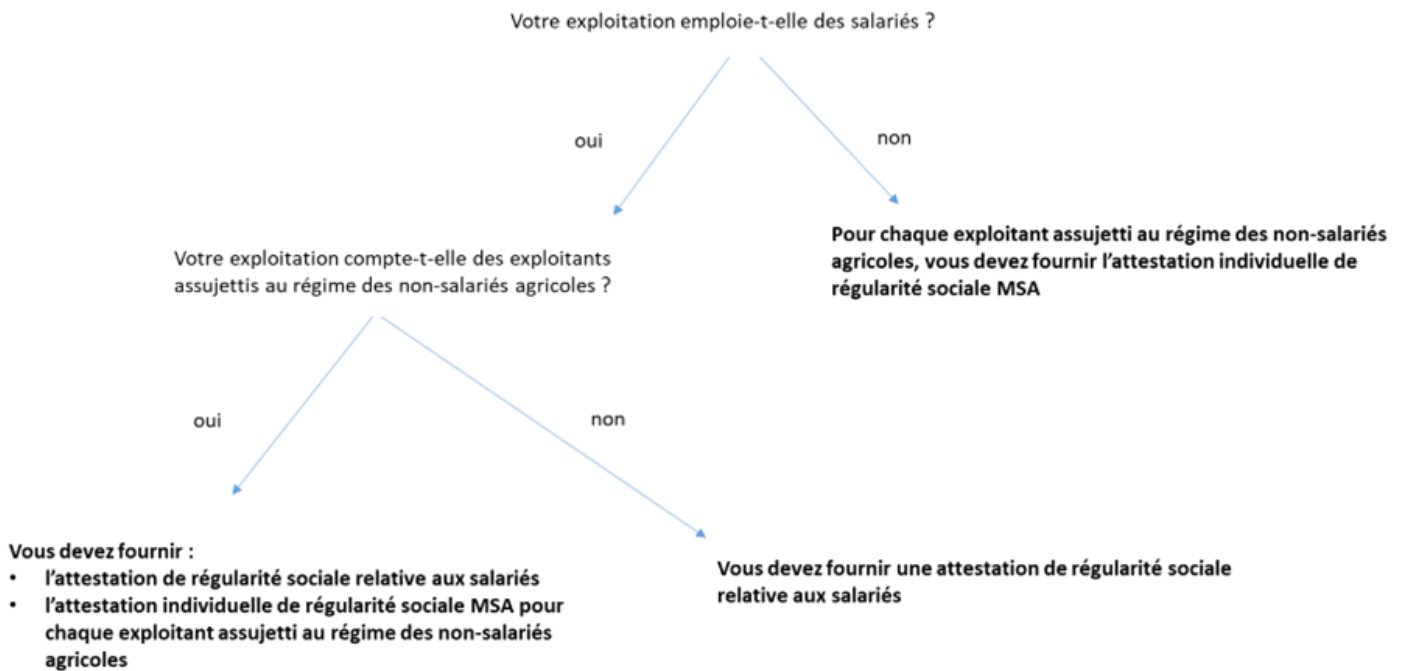 Votre exploitation emploie-t-elle des salariés ?
oui
non
Votre exploitation compte-t-elle des exploitants
assujettis au régime des non-salariés agricoles ?
Pour chaque exploitant assujetti au régime des non-salariés
agricoles, vous devez fournir l’attestation individuelle de
régularité sociale MSA
oui
non
Vous devez fournir :
• l’attestation de régularité sociale relative aux salariés
• l’attestation individuelle de régularité sociale MSA pour
chaque exploitant assujetti au régime des non-salariés
agricoles
Vous devez fournir une attestation de régularité sociale
relative aux salariés